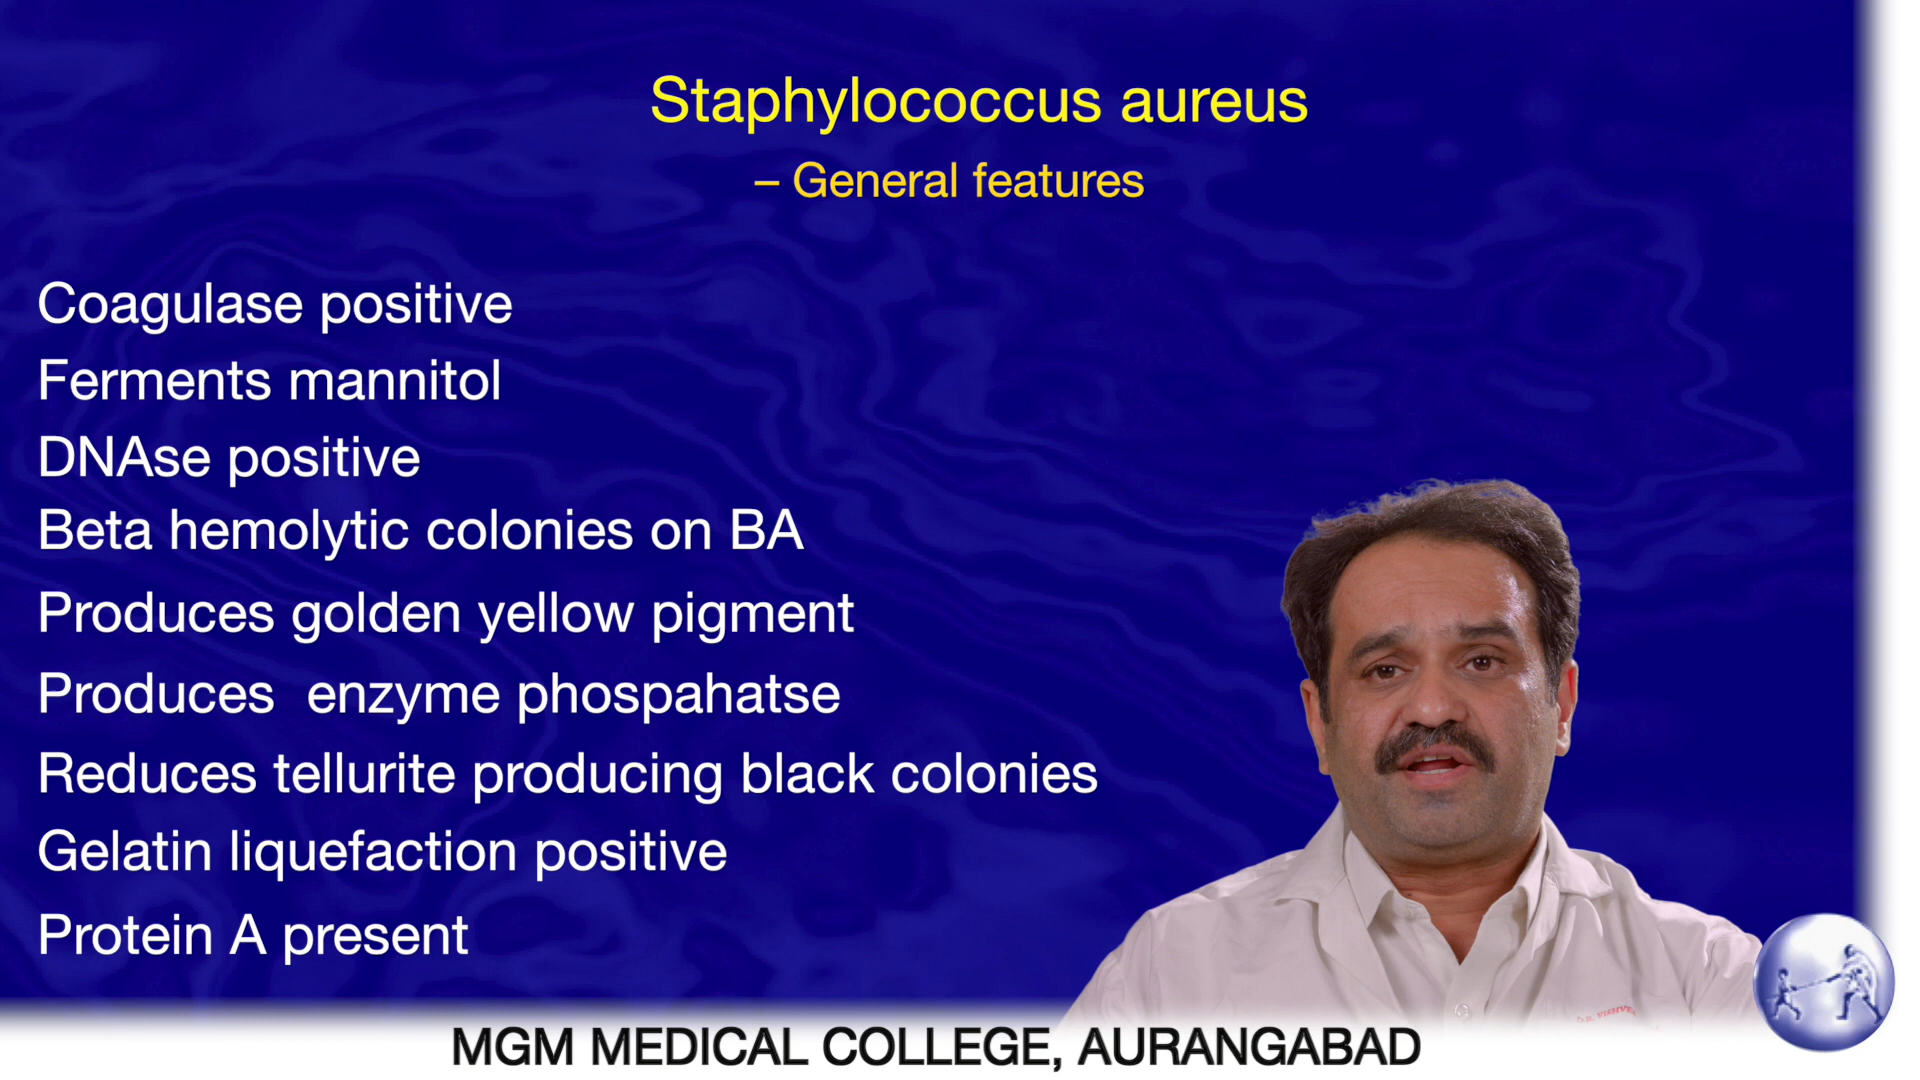 Staphylococcus aureus
– General features
Coagulase positive
Ferments mannitol
DNAse positive
Beta hemolytic colonies on BA
Produces golden yellow pigment
Produces enzyme phospahatse
Reduces tellurite producing black colonies
Gelatin liquefaction positive
Protein A present
DR.
MGM MEDICAL COLLEGE, AURANGABAD